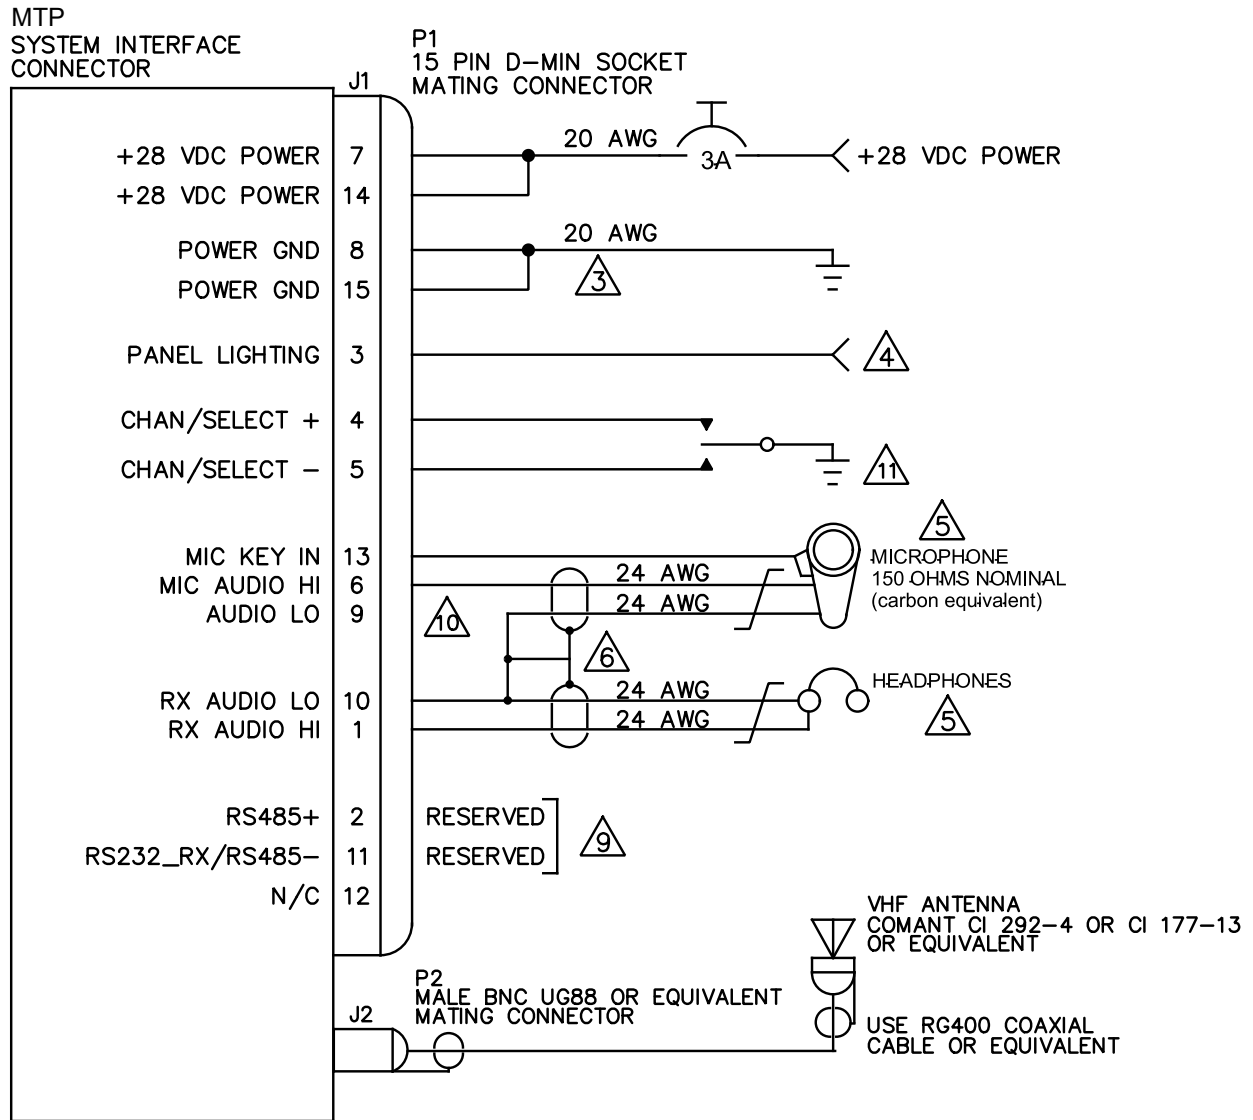 MTP
SYSTEM INTERFACE
CONNECTOR
J1
P1
15 PIN D-MIN SOCKET
MATING CONNECTOR
+28 VDC POWER 7
20 AWG
3A
+28 VDC POWER
+28 VDC POWER 14
POWER GND 8
20 AWG
3
POWER GND 15
PANEL LIGHTING 3
4
CHAN/SELECT + 4
CHAN/SELECT - 5
11
5
MIC KEY IN 13
MICROPHONE
150 OHMS NOMINAL
(carbon equivalent)
MIC AUDIO HI 6
24 AWG
AUDIO LO 9
24 AWG
10
6
RX AUDIO LO 10
24 AWG
HEADPHONES
5
RX AUDIO HI 1
24 AWG
RS485+ 2 RESERVED
9
RS232_RX/RS485- 11 RESERVED
N/C 12
VHF ANTENNA
COMANT CI 292-4 OR CI 177-13
OR EQUIVALENT
J2
P2
MALE BNC UG88 OR EQUIVALENT
MATING CONNECTOR
USE RG400 COAXIAL
CABLE OR EQUIVALENT